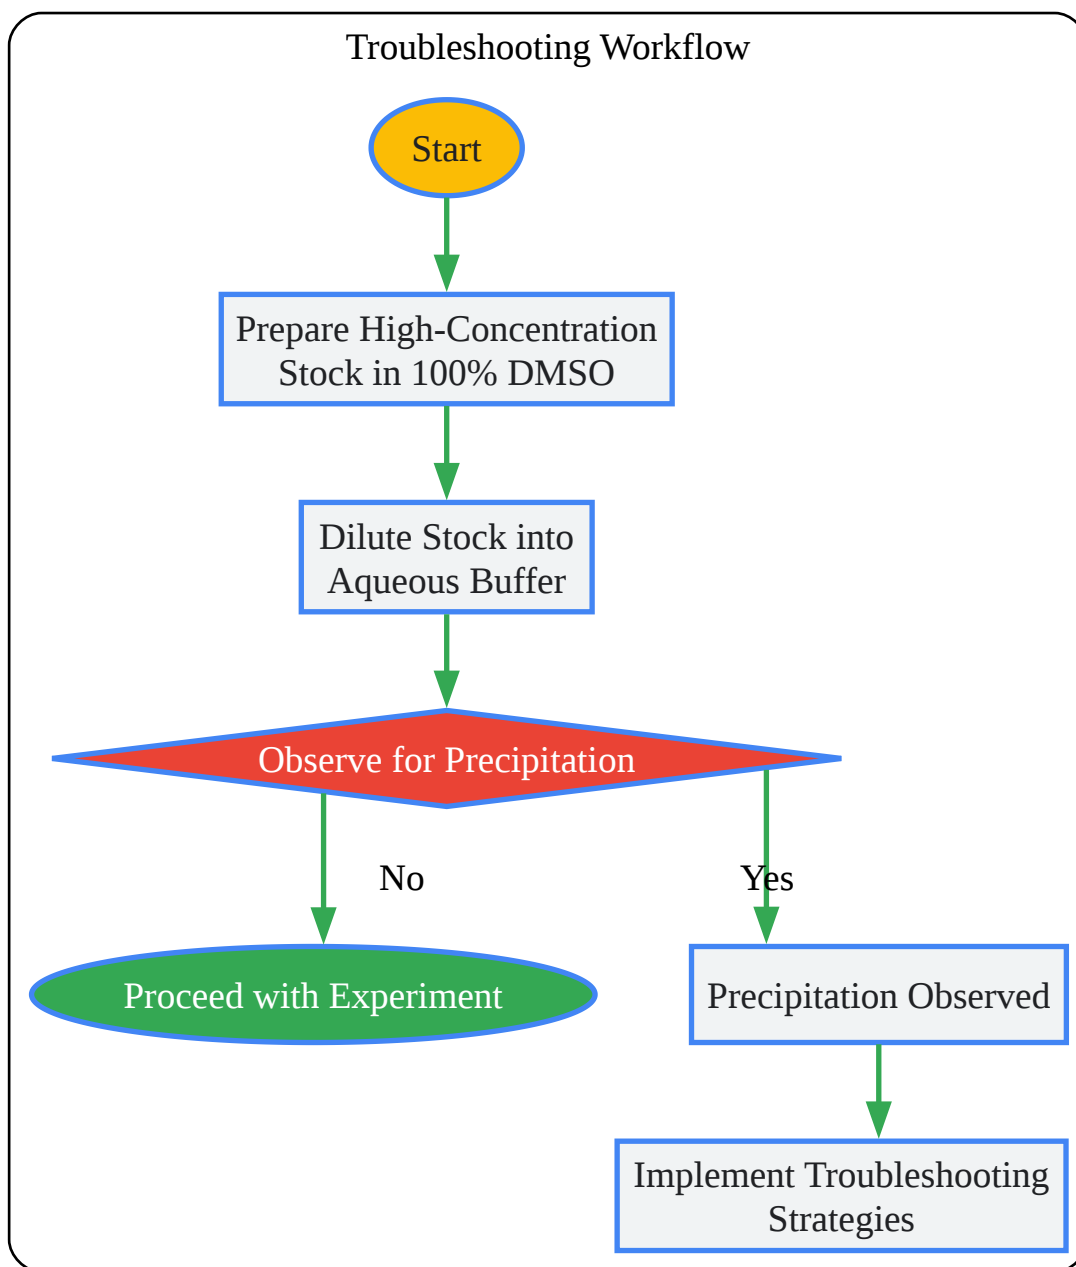 Troubleshooting Workflow
Start
Prepare High-Concentration
Stock in 100% DMSO
Dilute Stock into
Aqueous Buffer
Observe for Precipitation
No
Yes
Proceed with Experiment
Precipitation Observed
Implement Troubleshooting
Strategies